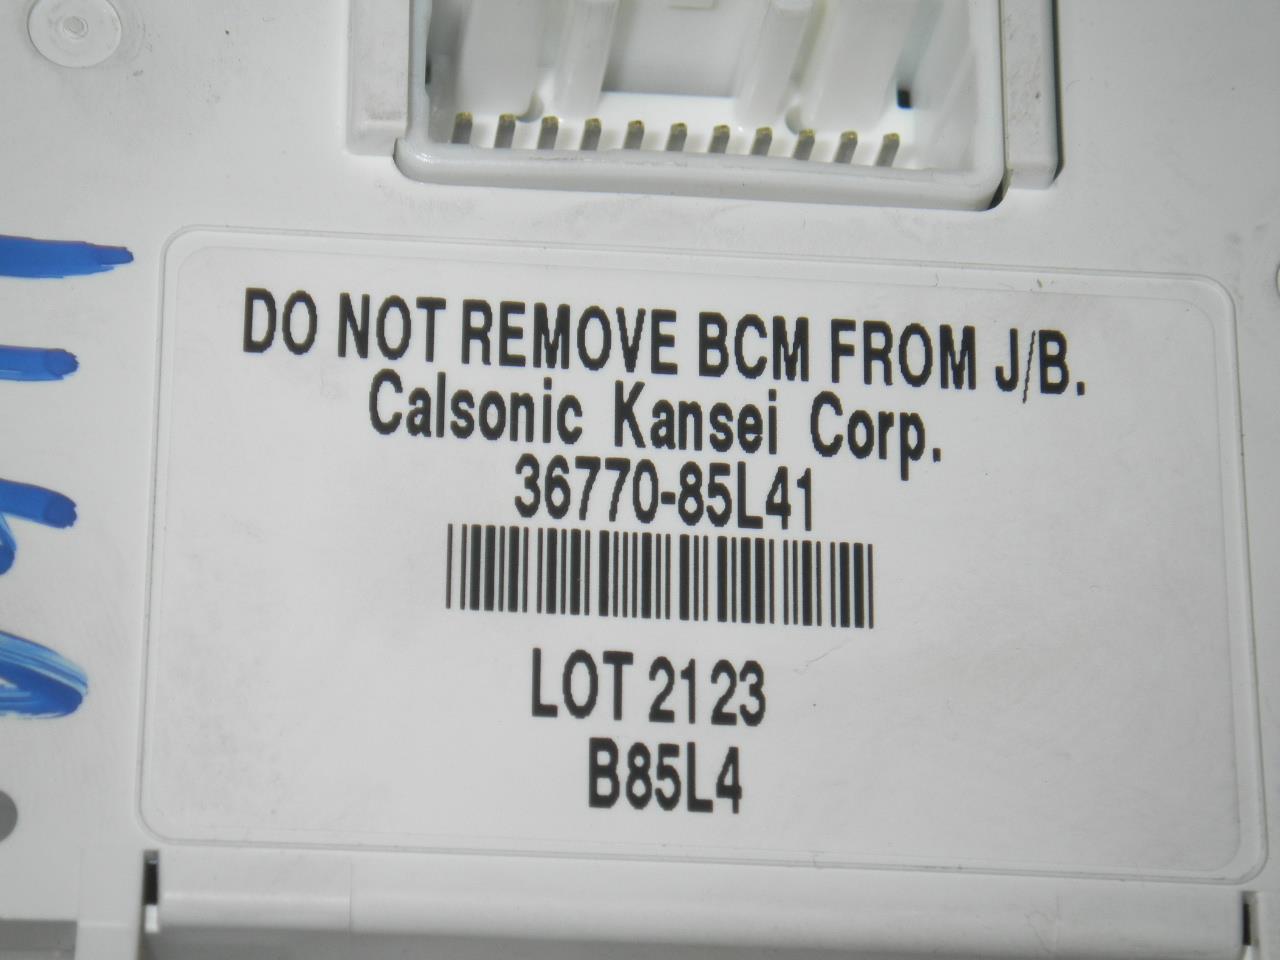 DO NOT REMOVE BCM FROM J/B.
Calsonic Kansei Corp.
36770-85L41
LOT 2123
B85L4